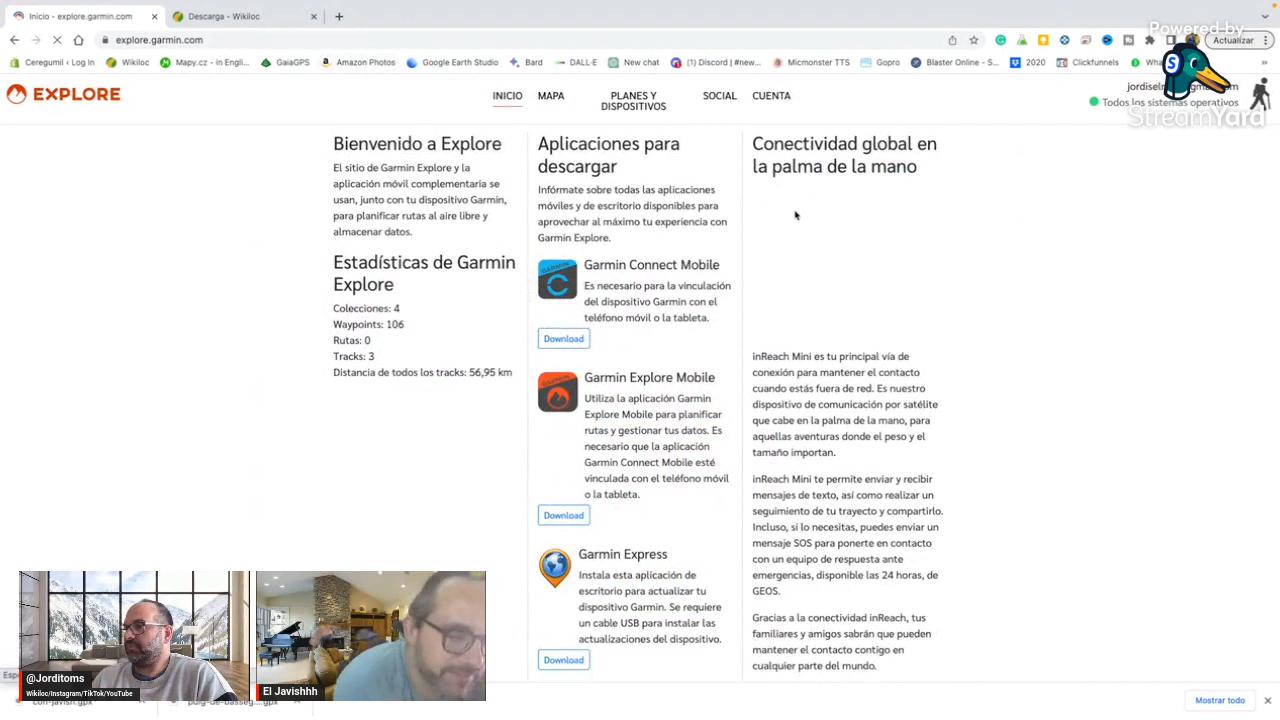 Inicio - explore.garmin.com
Descarga - Wikiloc
Powered by
explore.garmin.com
Actualizar
Ceregumil ‹ Log In
Wikiloc
Mapy.cz - in Engli...
GaiaGPS
Amazon Photos
Google Earth Studio
Bard
DALL·E
New chat
(1) Discord | #new...
Micmonster TTS
Gopro
Blaster Online - S...
2020
Clickfunnels
»
EXPLORE
INICIO
MAPA
PLANES Y
DISPOSITIVOS
SOCIAL
CUENTA
Todos los sistemas operativos
StreamYard
Bienvenido a Explore
El sitio de Garmin Explore y la
aplicación móvil complementaria se
usan, junto con tu dispositivo Garmin,
para planificar rutas al aire libre y
almacenar datos.
Estadísticas de Garmin
Explore
Colecciones: 4
Waypoints: 106
Rutas: 0
Tracks: 3
Distancia de todos los tracks: 56,95 km
Aplicaciones para
descargar
Infórmate sobre todas las aplicaciones
móviles y de escritorio disponibles para
aprovechar al máximo tu experiencia con
Garmin Explore.
GARMIN
Garmin Connect Mobile
Es necesario para la vinculación
del dispositivo Garmin con el
teléfono móvil o la tableta.
Download
GARMIN
Garmin Explore Mobile
Utiliza la aplicación Garmin
Explore Mobile para planificar
rutas y gestionar tus datos. Es
necesario que la aplicación
Garmin Connect Mobile esté
vinculada con el teléfono móvil
o la tableta.
Download
Garmin Express
Instala esta aplicación de
escritorio para actualizar tu
dispositivo Garmin. Se requiere
un cable USB para instalar las
actualizaciones del dispositivo.
Download
Conectividad global en
la palma de la mano
inReach Mini es tu principal vía de
conexión para mantener el contacto
cuando estás fuera de red. Es nuestro
dispositivo de comunicación por satélite
que cabe en la palma de la mano, para
aquellas aventuras donde el peso y el
tamaño importan.
inReach Mini te permite enviar y recibir
mensajes de texto, así como realizar un
seguimiento de tu trayecto y compartirlo.
Incluso, si lo necesitas, puedes enviar un
mensaje SOS para ponerte en contacto
con un equipo de respuesta ante
emergencias, disponible las 24 horas, de
GEOS.
Gracias a la conectividad inReach, tus
familiares y amigos sabrán que pueden
mantener el contacto contigo en
cualquier parte del mundo.
@Jorditoms
Wikiloc/Instagram/TikTok/YouTube
El Javishhh
con-javish.gpx
puig-de-basseg....gpx
Mostrar todo